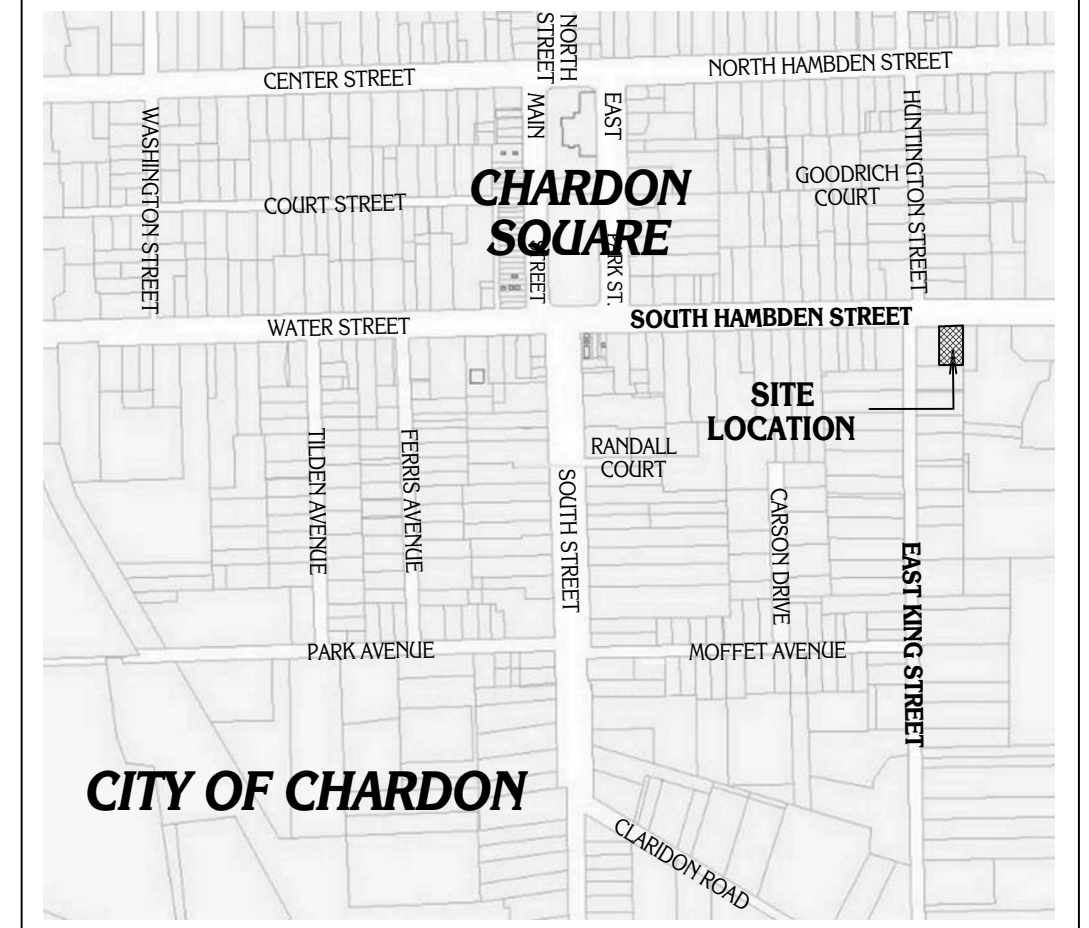 NORTH
STREET
CENTER STREET
NORTH HAMBDEN STREET
MAIN
EAST
WASHINGTON STREET
HUNTINGTON STREET
CHARDON
SQUARE
GOODRICH
COURT
COURT STREET
STREET
PARK ST.
WATER STREET
SOUTH HAMBDEN STREET
SITE
LOCATION
TILDEN AVENUE
FERRIS AVENUE
RANDALL
COURT
SOUTH STREET
CARSON DRIVE
EAST KING STREET
PARK AVENUE
MOFFET AVENUE
CITY OF CHARDON
CLARIDON ROAD